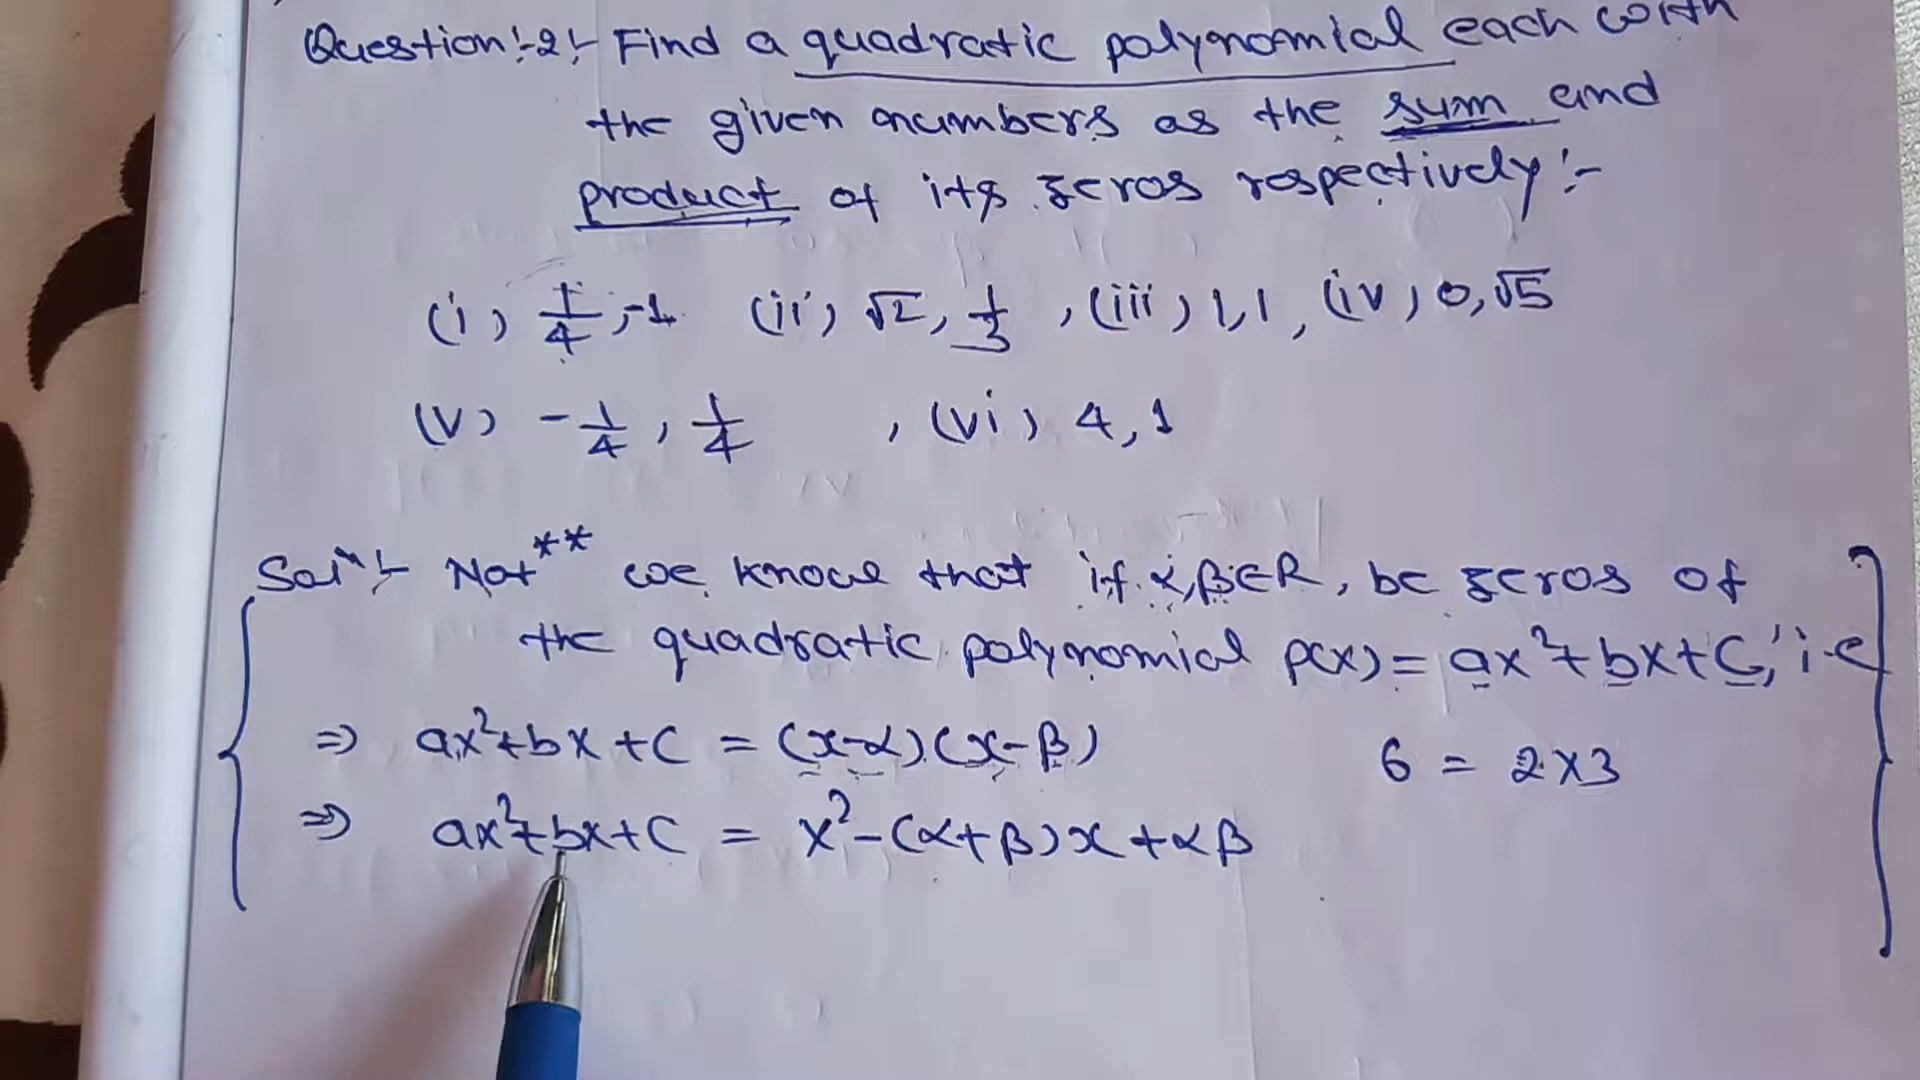 Question:-2:- Find a quadratic polynomial each with
the given numbers as the sum and
product of its zeros respectively:-
(i) 1/4, -1 (ii) √2, 1/3, (iii) 1,1, (iv) 0, √5
(v) -1/4, 1/4, (vi) 4, 1
Solⁿ:- Not** we know that if α,β∈R, be zeros of
the quadratic polynomial p(x) = ax²+bx+c, i.e
⇒ ax²+bx+c = (x-α)(x-β) 6 = 2×3
⇒ ax²+bx+c = x²-(α+β)x+αβ